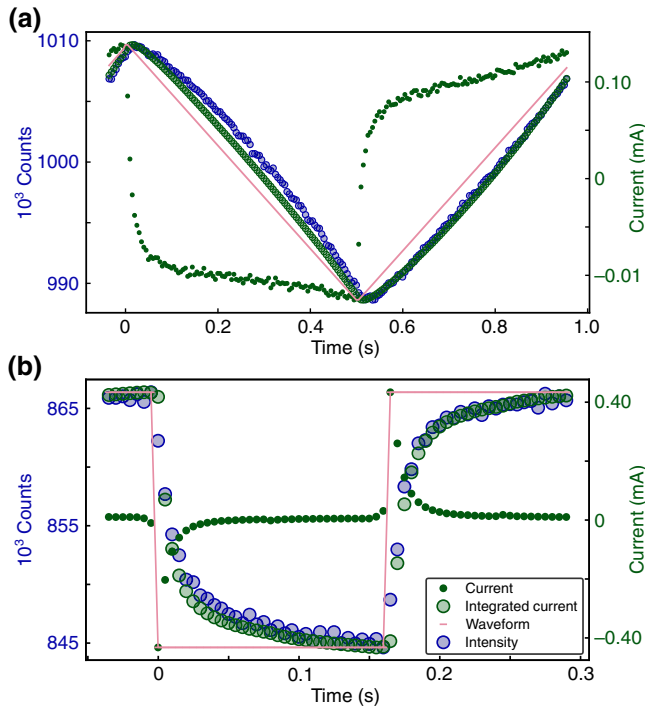 (a)
1010
1000
990
10³ Counts
0.10
0
−0.01
Current (mA)
0
0.2
0.4
0.6
0.8
1.0
Time (s)
(b)
865
855
845
10³ Counts
0.40
0
−0.40
Current (mA)
Current
Integrated current
Waveform
Intensity
0
0.1
0.2
0.3
Time (s)